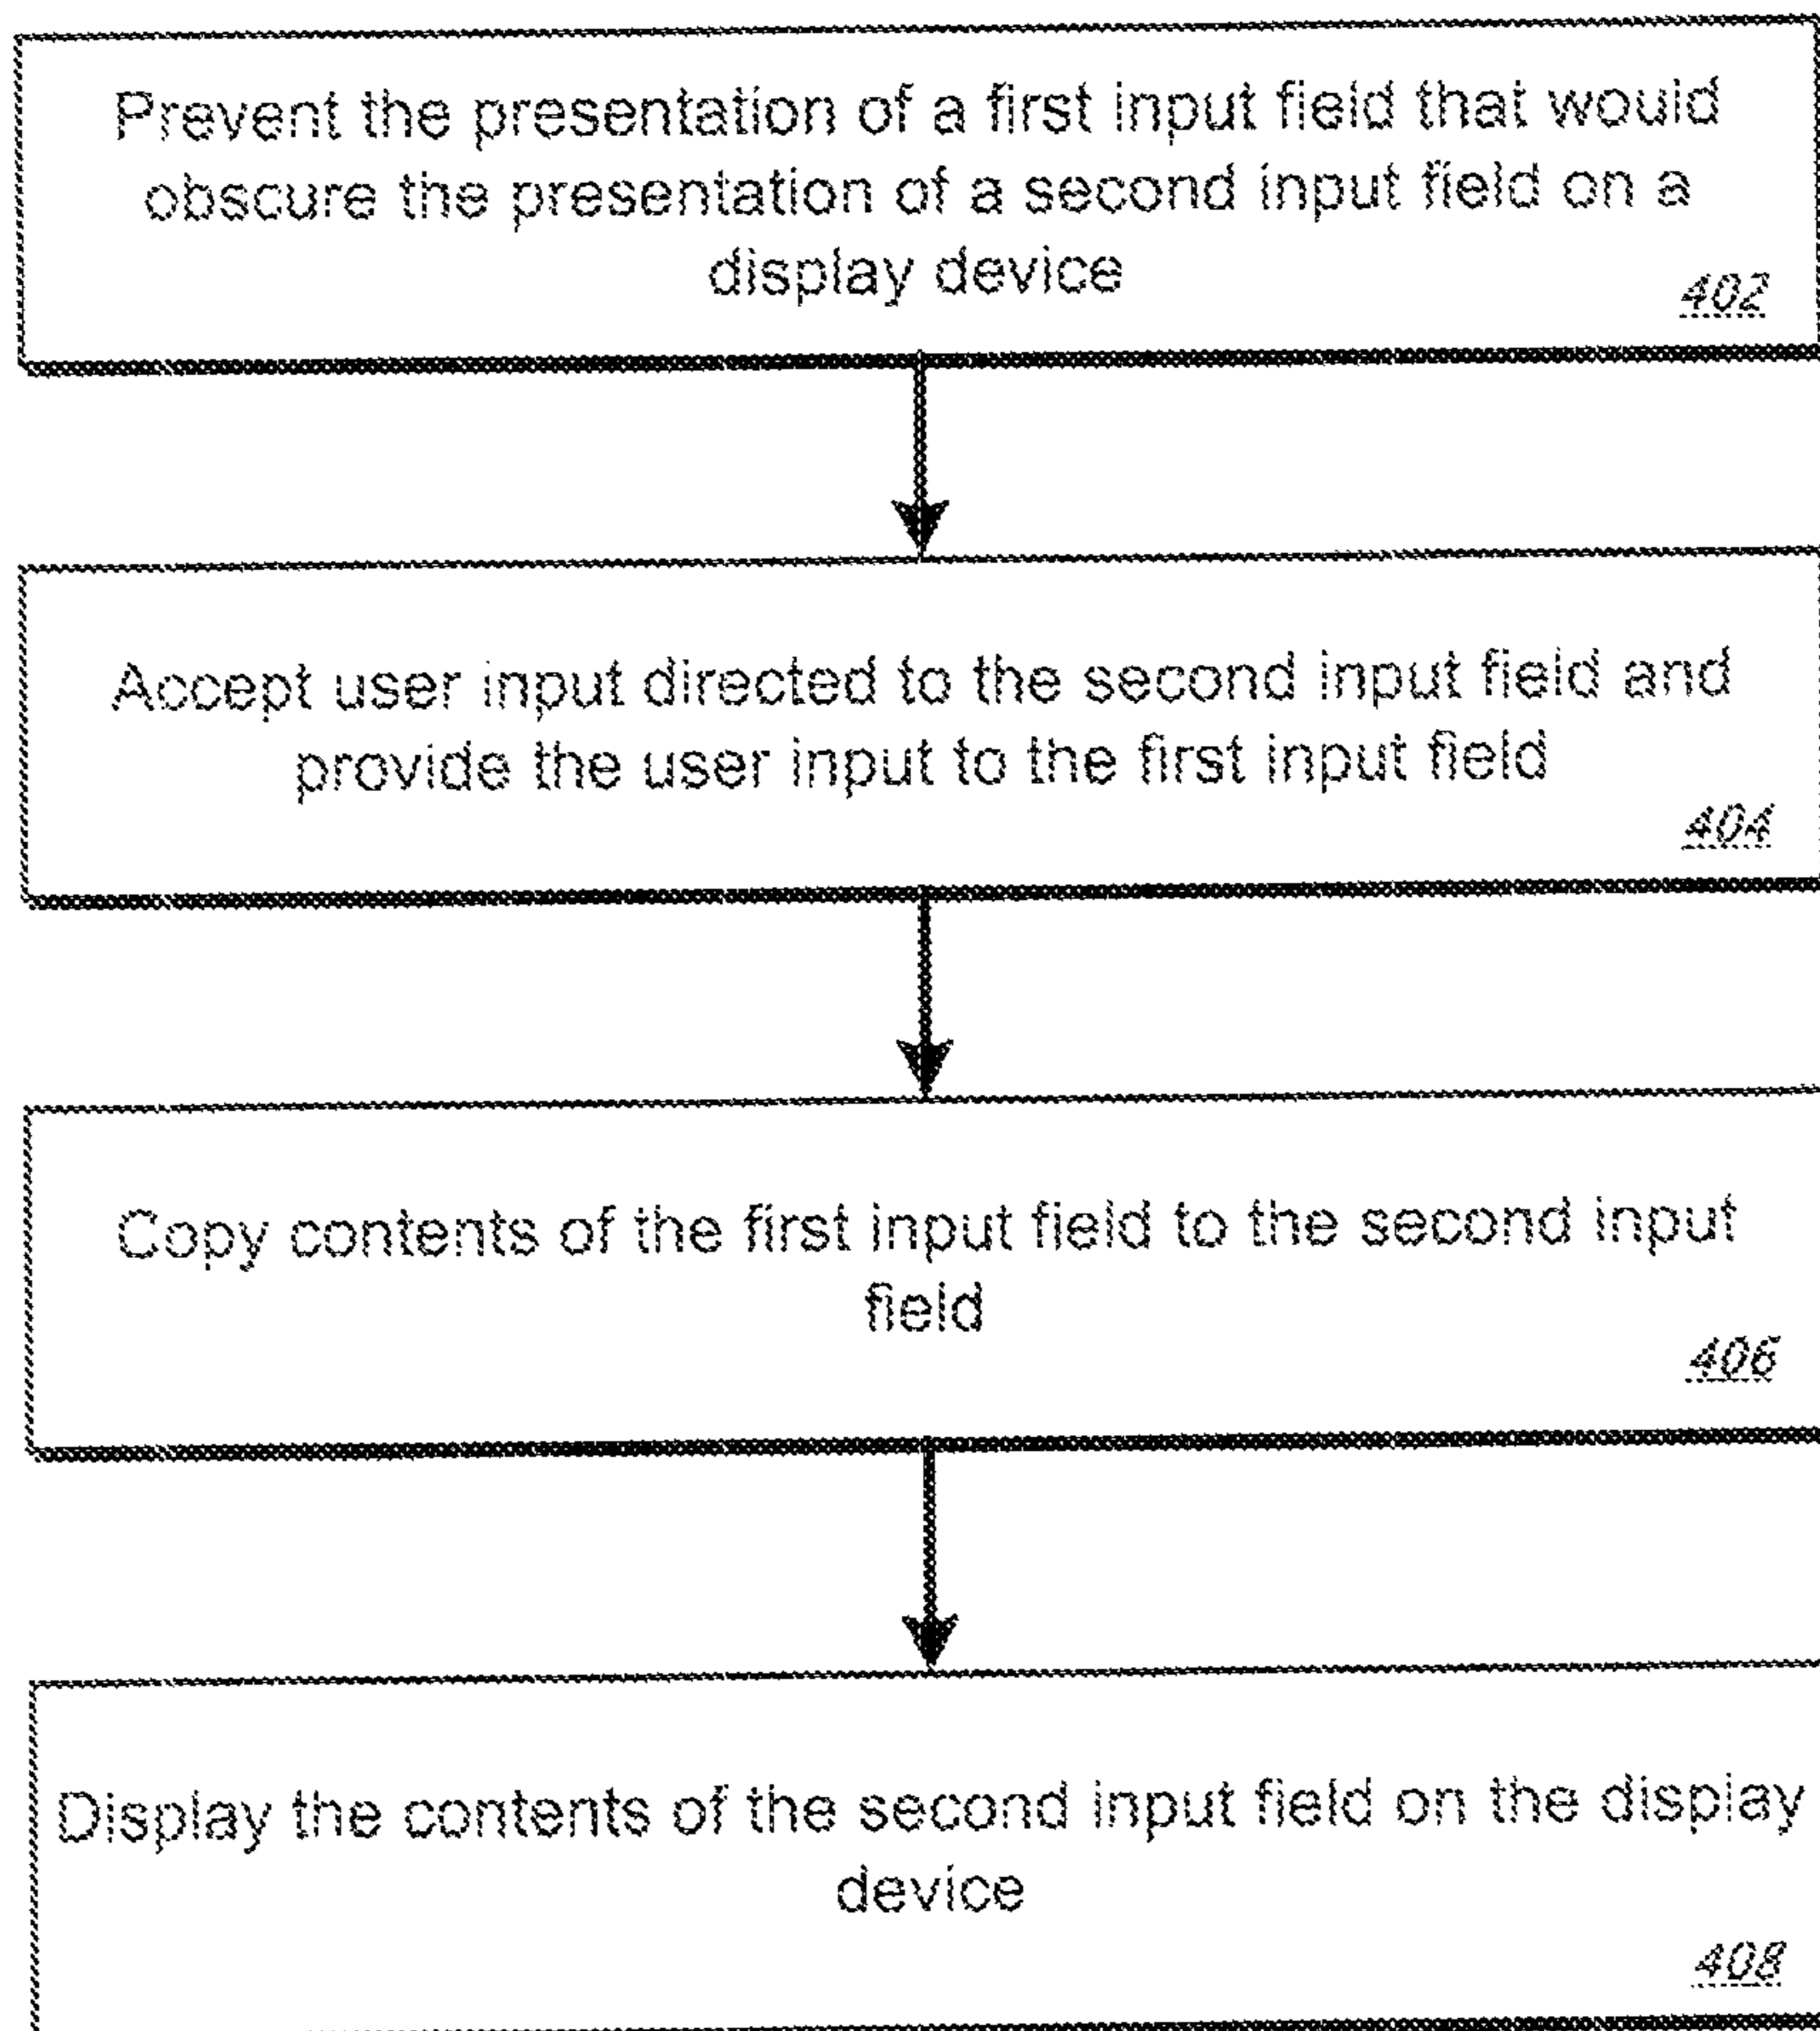 Prevent the presentation of a first input field that would
obscure the presentation of a second input field on a
display device
402
Accept user input directed to the second input field and
provide the user input to the first input field
404
Copy contents of the first input field to the second input
field
406
Display the contents of the second input field on the display
device
408